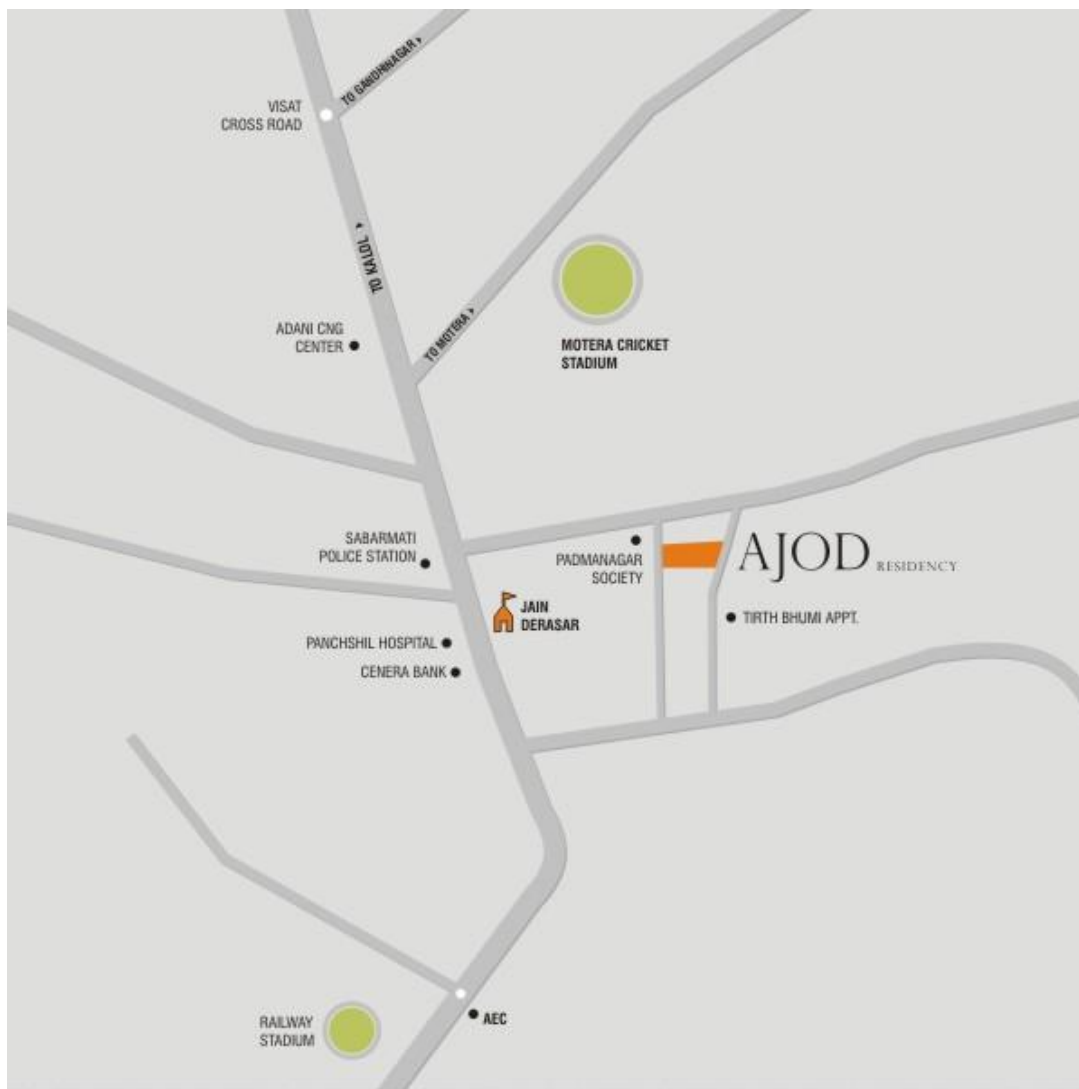 TO GANDHINAGAR
VISAT
CROSS ROAD
TO KALOL
ADANI CNG
CENTER
TO MOTERA
MOTERA CRICKET
STADIUM
SABARMATI
POLICE STATION
PADMANAGAR
SOCIETY
AJOD RESIDENCY
JAIN
DERASAR
TIRTH BHUMI APPT.
PANCHSHIL HOSPITAL
CENERA BANK
RAILWAY
STADIUM
AEC